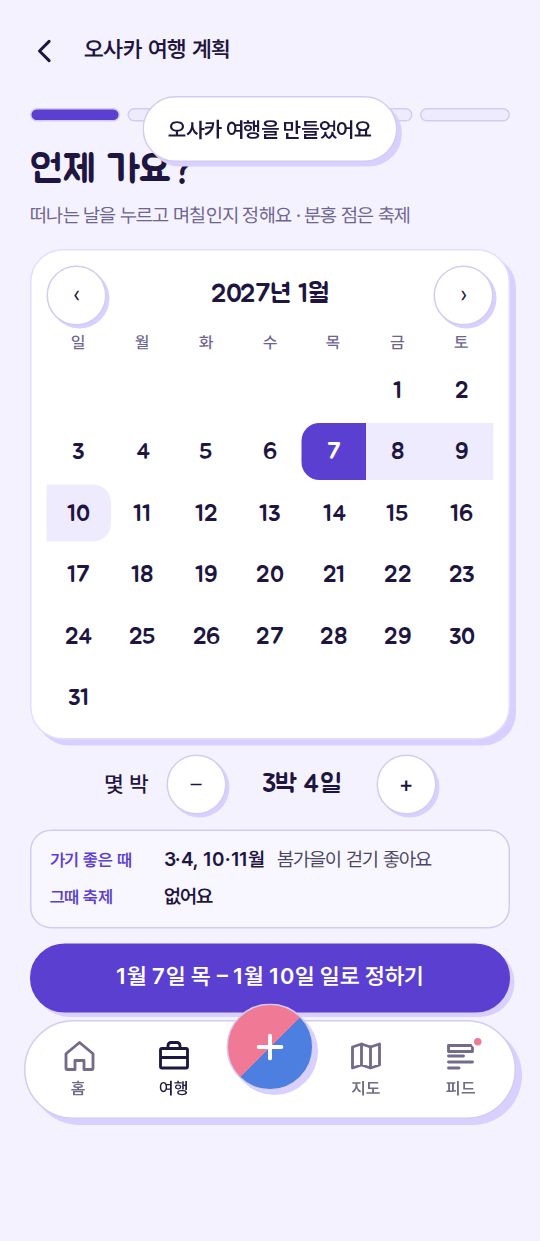 오사카 여행 계획
오사카 여행을 만들었어요
언제 가요?
떠나는 날을 누르고 며칠인지 정해요 · 분홍 점은 축제
‹ 2027년 1월 ›
일 월 화 수 목 금 토
1 2
3 4 5 6 7 8 9
10 11 12 13 14 15 16
17 18 19 20 21 22 23
24 25 26 27 28 29 30
31
몇 박 − 3박 4일 +
가기 좋은 때 3·4, 10·11월 봄가을이 걷기 좋아요
그때 축제 없어요
1월 7일 목 – 1월 10일 일로 정하기
홈 여행 지도 피드